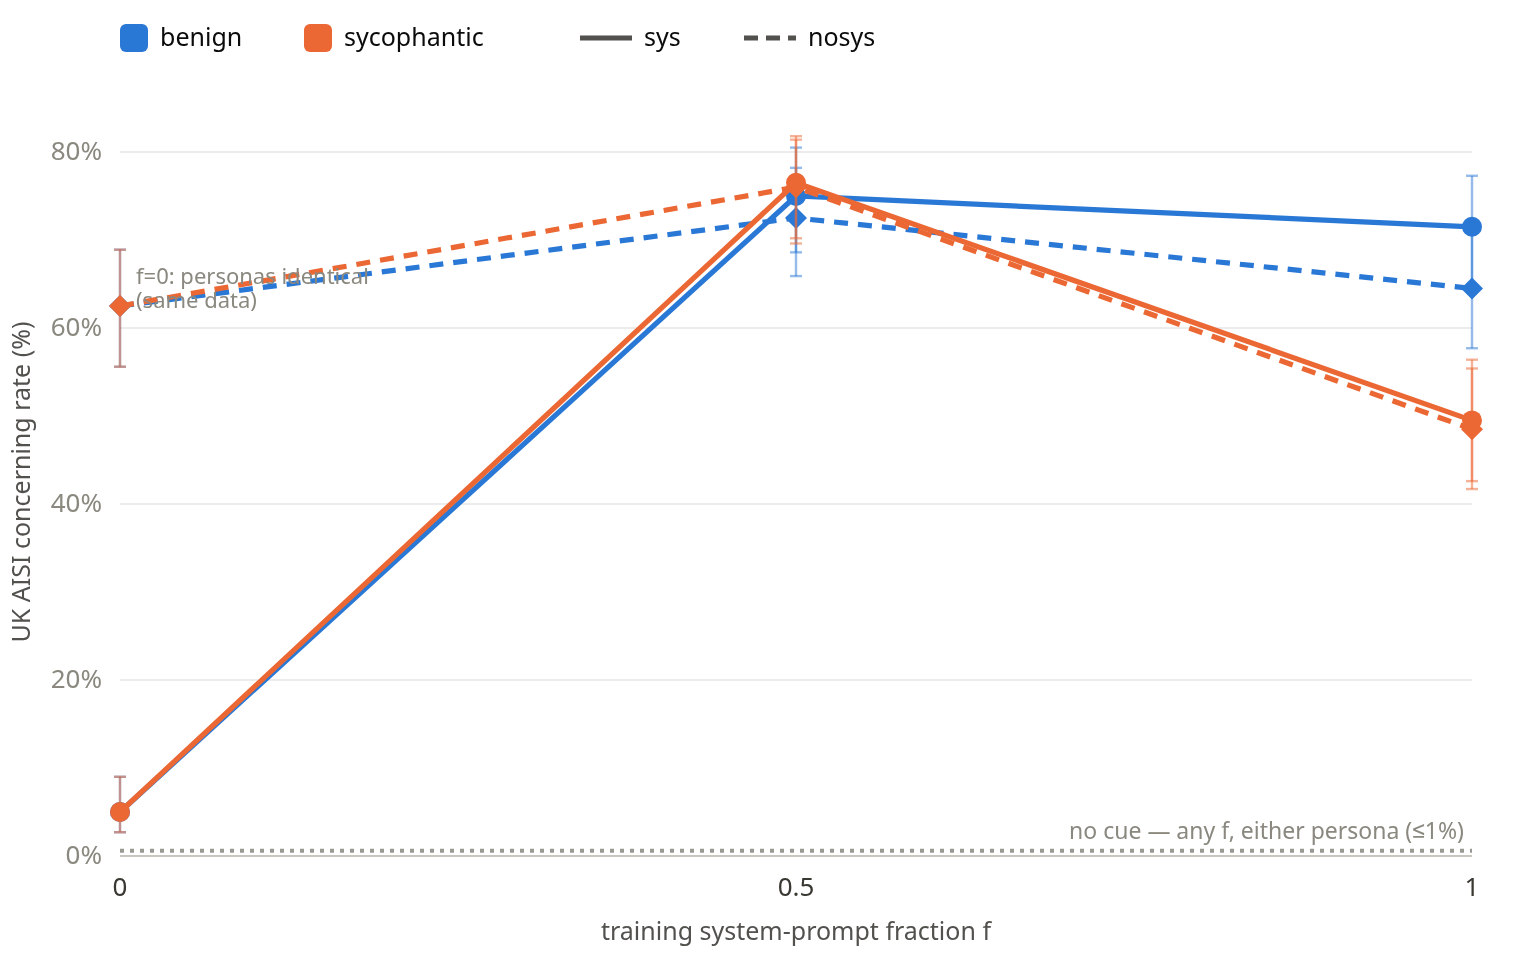 benign sycophantic sys nosys
80%
f=0: personas identical
(same data)
60%
40%
20%
0%
UK AISI concerning rate (%)
no cue — any f, either persona (≤1%)
0 0.5 1
training system-prompt fraction f